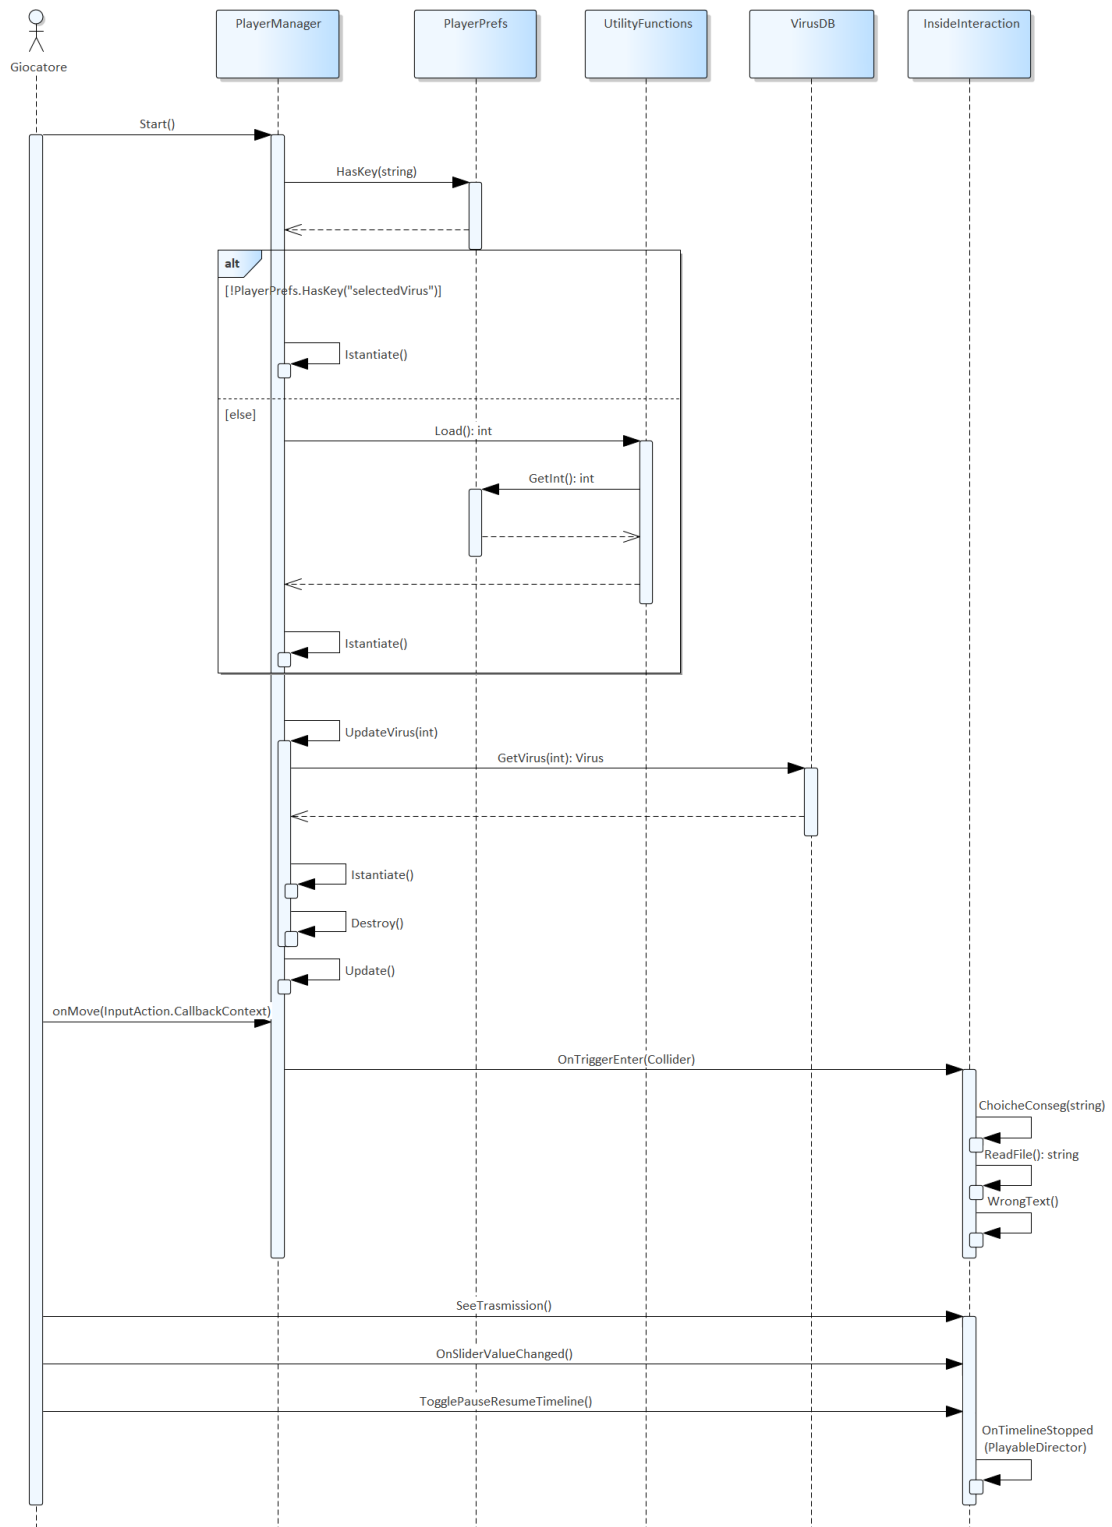 PlayerManager
PlayerPrefs
UtilityFunctions
VirusDB
InsideInteraction
Giocatore
Start()
HasKey(string)
alt
[!PlayerPrefs.HasKey("selectedVirus")]
Istantiate()
[else]
Load(): int
GetInt(): int
Istantiate()
UpdateVirus(int)
GetVirus(int): Virus
Istantiate()
Destroy()
Update()
onMove(InputAction.CallbackContext)
OnTriggerEnter(Collider)
ChoicheConseg(string)
ReadFile(): string
WrongText()
SeeTrasmission()
OnSliderValueChanged()
TogglePauseResumeTimeline()
OnTimelineStopped
(PlayableDirector)